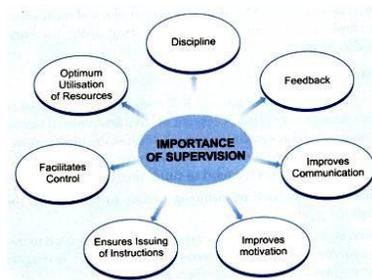 Discipline
Feedback
Improves
Communication
Improves
motivation
Ensures Issuing
of Instructions
Facilitates
Control
Optimum
Utilisation
of Resources
IMPORTANCE
OF SUPERVISION